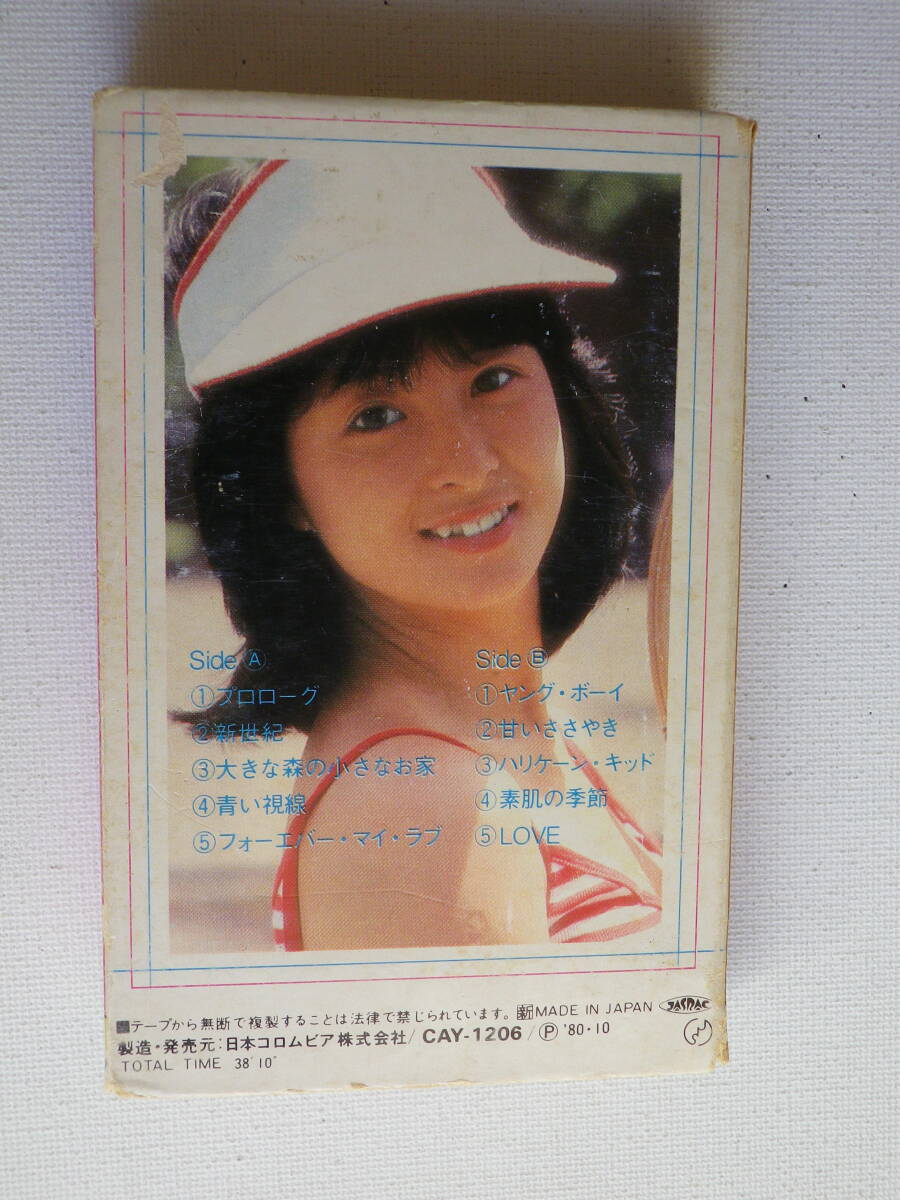 Side Ⓐ
①プロローグ
②新世紀
③大きな森の小さなお家
④青い視線
⑤フォーエバー・マイ・ラブ
Side Ⓑ
①ヤング・ボーイ
②甘いささやき
③ハリケーン・キッド
④素肌の季節
⑤LOVE
テープから無断で複製することは法律で禁じられています。 MADE IN JAPAN JASRAC
製造・発売元：日本コロムビア株式会社/ CAY-1206 /Ⓟ '80・10
TOTAL TIME 38'10"